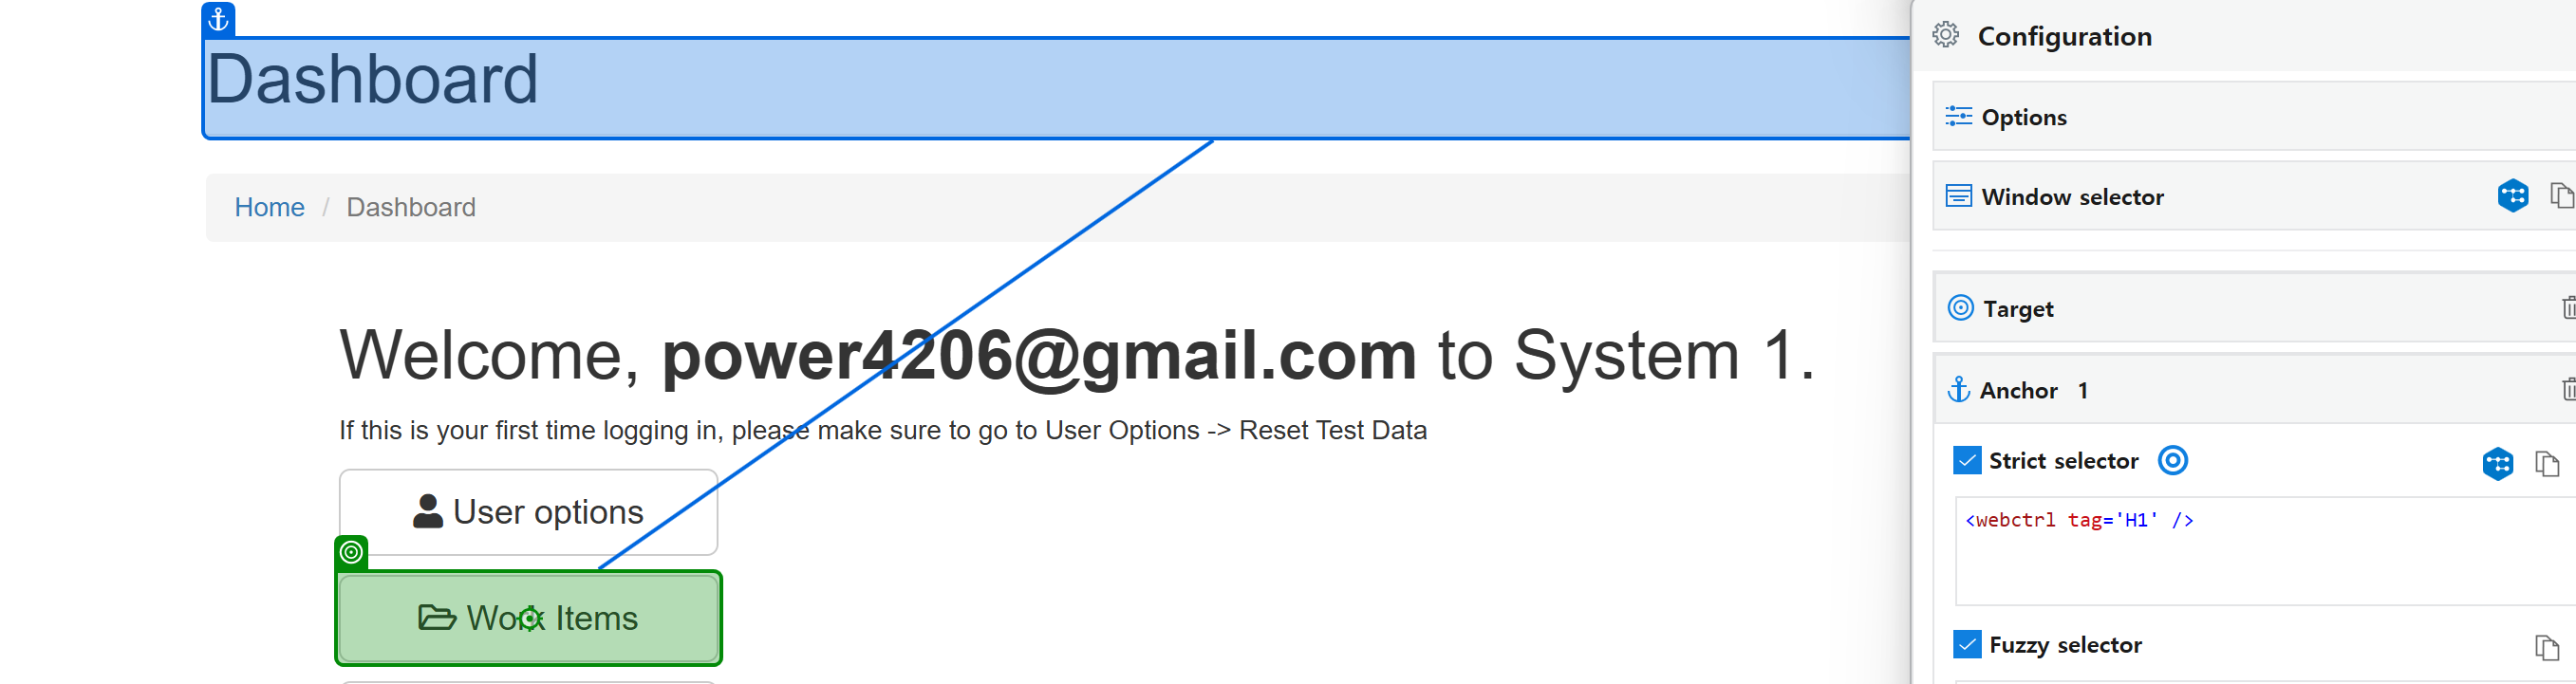 Dashboard
Home / Dashboard
Welcome, power4206@gmail.com to System 1.
If this is your first time logging in, please make sure to go to User Options -> Reset Test Data
User options
Work Items
Configuration
Options
Window selector
Target
Anchor 1
Strict selector
<webctrl tag='H1' />
Fuzzy selector